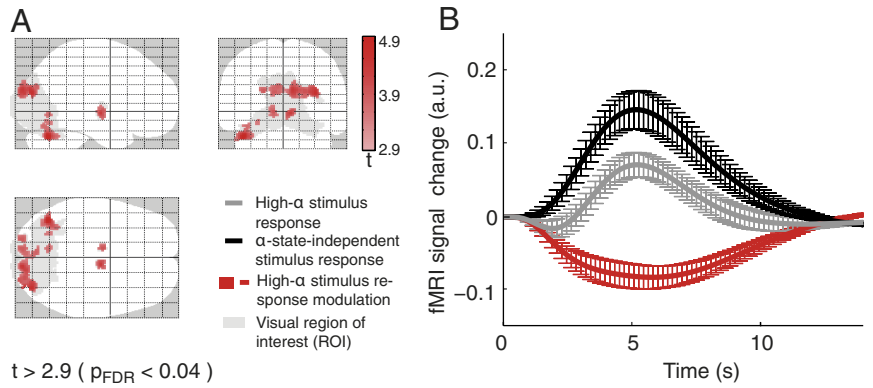 A
4.9
3.9
2.9
t
High-α stimulus
response
α-state-independent
stimulus response
High-α stimulus re-
sponse modulation
Visual region of
interest (ROI)
t > 2.9 ( pFDR < 0.04 )
B
fMRI signal change (a.u.)
0.2
0.1
0
−0.1
0
5
10
Time (s)